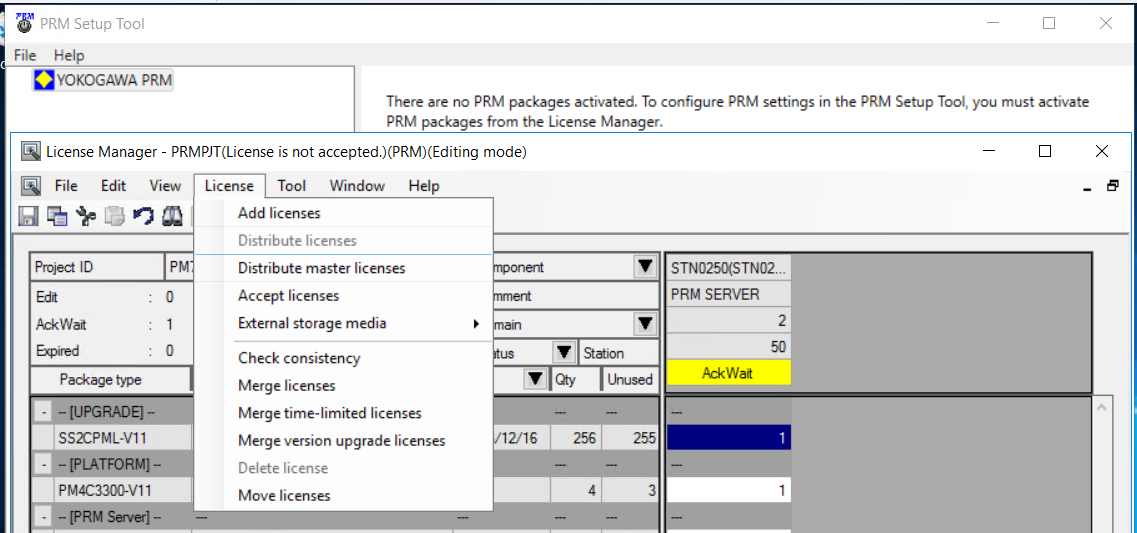 PRM Setup Tool
File Help
YOKOGAWA PRM
There are no PRM packages activated. To configure PRM settings in the PRM Setup Tool, you must activate
PRM packages from the License Manager.
License Manager - PRMPJT(License is not accepted.)(PRM)(Editing mode)
File Edit View License Tool Window Help
Add licenses
Distribute licenses
Distribute master licenses
Accept licenses
External storage media
Check consistency
Merge licenses
Merge time-limited licenses
Merge version upgrade licenses
Delete license
Move licenses
Project ID PM7 mponent STN0250(STN02...
Edit : 0 mment PRM SERVER
AckWait : 1 main 2
Expired : 0 atus Station 50
Package type Qty Unused AckWait
- -- [UPGRADE] -- --- --- ---
SS2CPML-V11 /12/16 256 255 1
- -- [PLATFORM] -- --- --- ---
PM4C3300-V11 4 3 1
- -- [PRM Server] -- --- --- --- --- ---